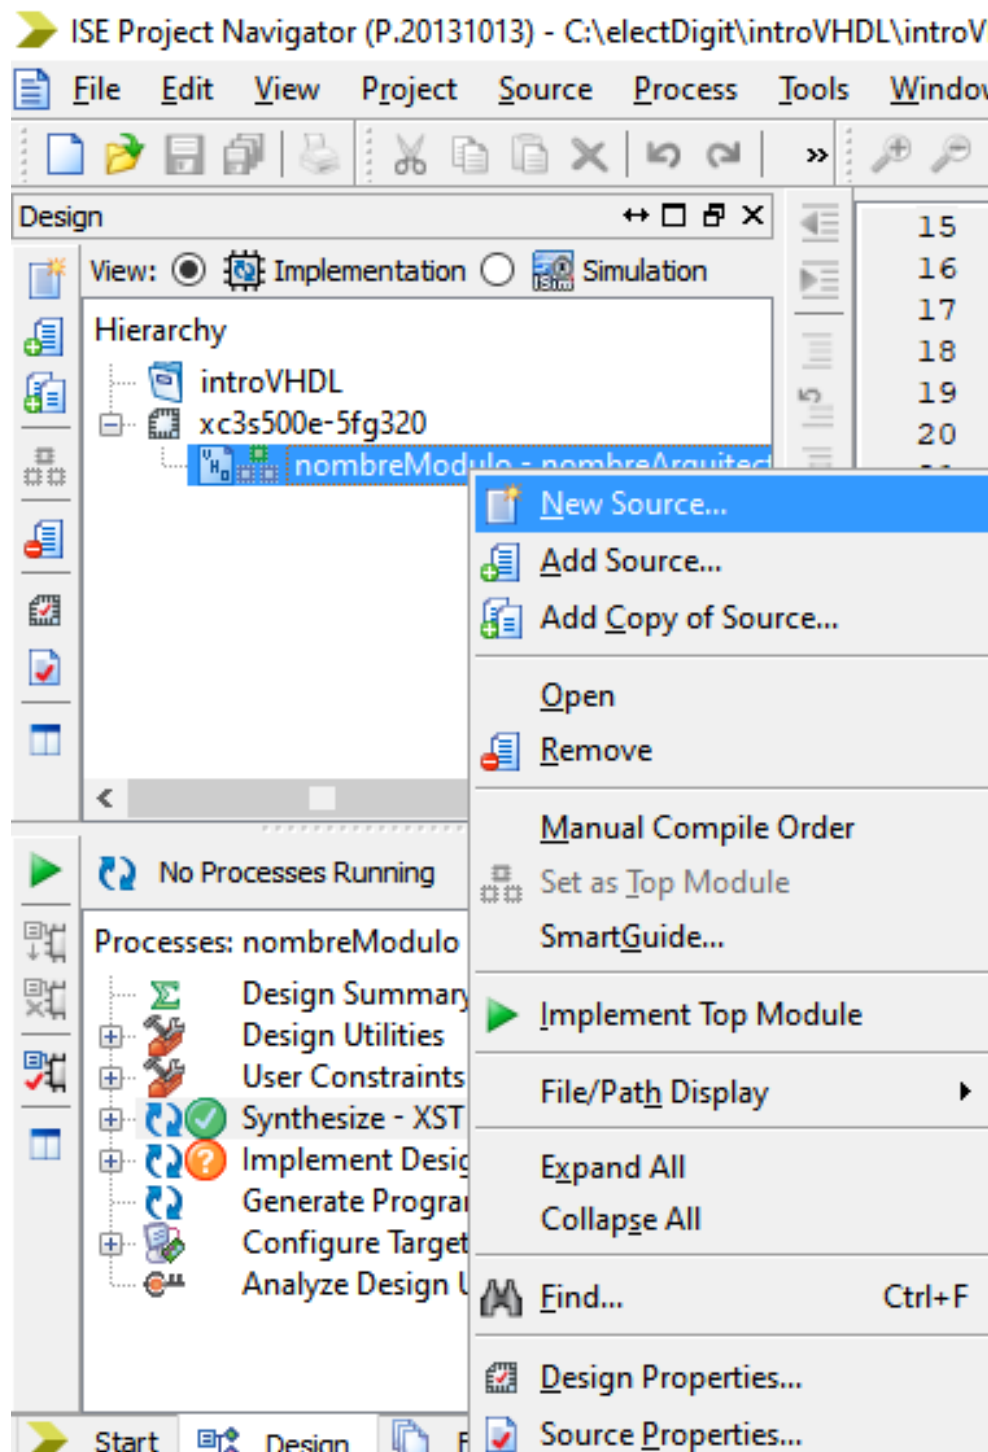 ISE Project Navigator (P.20131013) - C:\electDigit\introVHDL\introV
File Edit View Project Source Process Tools Window
»
Design
View: Implementation Simulation
Hierarchy
introVHDL
xc3s500e-5fg320
nombreModulo - nombreArquitect
15
16
17
18
19
20
New Source...
Add Source...
Add Copy of Source...
Open
Remove
Manual Compile Order
Set as Top Module
SmartGuide...
Implement Top Module
File/Path Display
Expand All
Collapse All
Find... Ctrl+F
Design Properties...
Source Properties...
No Processes Running
Processes: nombreModulo
Design Summary
Design Utilities
User Constraints
Synthesize - XST
Implement Desig
Generate Program
Configure Target
Analyze Design U
Start Design F